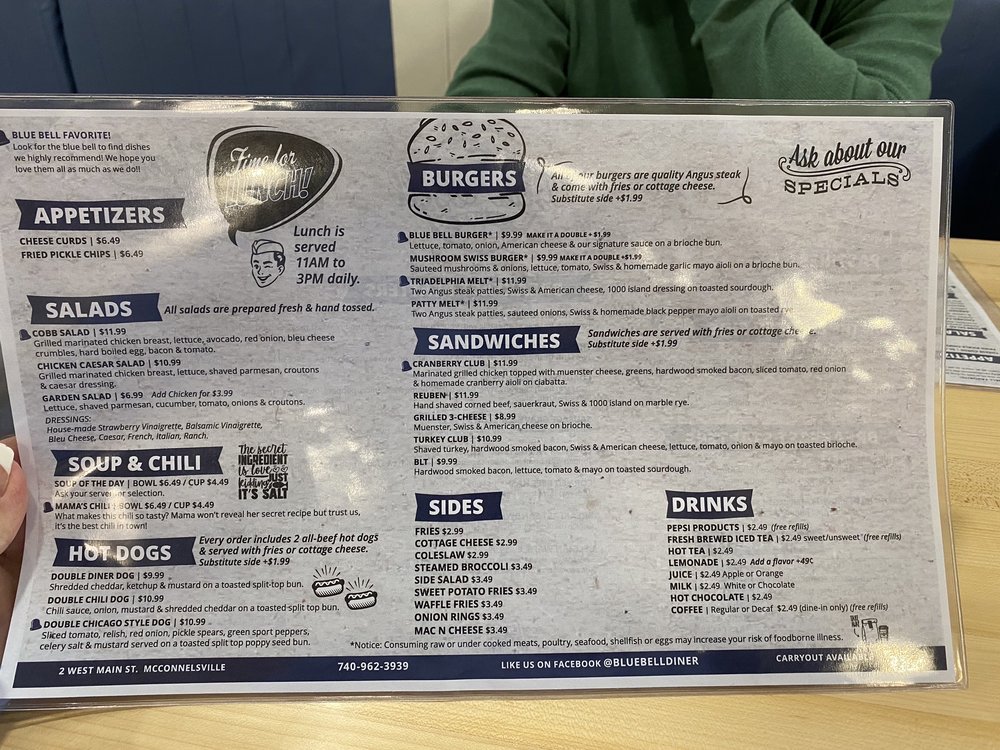 BLUE BELL FAVORITE!
Look for the blue bell to find dishes
we highly recommend! We hope you
love them all as much as we do!!
Time for
LUNCH!
Lunch is
served
11AM to
3PM daily.
APPETIZERS
CHEESE CURDS | $6.49
FRIED PICKLE CHIPS | $6.49
SALADS
All salads are prepared fresh & hand tossed.
COBB SALAD | $11.99
Grilled marinated chicken breast, lettuce, avocado, red onion, bleu cheese
crumbles, hard boiled egg, bacon & tomato.
CHICKEN CAESAR SALAD | $10.99
Grilled marinated chicken breast, lettuce, shaved parmesan, croutons
& caesar dressing.
GARDEN SALAD | $6.99 Add Chicken for $3.99
Lettuce, shaved parmesan, cucumber, tomato, onions & croutons.
DRESSINGS:
House-made Strawberry Vinaigrette, Balsamic Vinaigrette,
Bleu Cheese, Caesar, French, Italian, Ranch.
SOUP & CHILI
SOUP OF THE DAY | BOWL $6.49 / CUP $4.49
Ask your server for selection.
MAMA'S CHILI | BOWL $6.49 / CUP $4.49
What makes this chili so tasty? Mama won't reveal her secret recipe but trust us,
it's the best chili in town!
The secret
INGREDIENT
is love
JUST
kidding
IT'S SALT
HOT DOGS
Every order includes 2 all-beef hot dogs
& served with fries or cottage cheese.
Substitute side +$1.99
DOUBLE DINER DOG | $9.99
Shredded cheddar, ketchup & mustard on a toasted split-top bun.
DOUBLE CHILI DOG | $10.99
Chili sauce, onion, mustard & shredded cheddar on a toasted split top bun.
DOUBLE CHICAGO STYLE DOG | $10.99
Sliced tomato, relish, red onion, pickle spears, green sport peppers,
celery salt & mustard served on a toasted split top poppy seed bun.
BURGERS
All of our burgers are quality Angus steak
& come with fries or cottage cheese.
Substitute side +$1.99
Ask about our
SPECIALS
BLUE BELL BURGER* | $9.99 MAKE IT A DOUBLE + $1.99
Lettuce, tomato, onion, American cheese & our signature sauce on a brioche bun.
MUSHROOM SWISS BURGER* | $9.99 MAKE IT A DOUBLE +$1.99
Sauteed mushrooms & onions, lettuce, tomato, Swiss & homemade garlic mayo aioli on a brioche bun.
TRIADELPHIA MELT* | $11.99
Two Angus steak patties, Swiss & American cheese, 1000 island dressing on toasted sourdough.
PATTY MELT* | $11.99
Two Angus steak patties, sauteed onions, Swiss & homemade black pepper mayo aioli on toasted rye
SANDWICHES
Sandwiches are served with fries or cottage cheese.
Substitute side +$1.99
CRANBERRY CLUB | $11.99
Marinated grilled chicken topped with muenster cheese, greens, hardwood smoked bacon, sliced tomato, red onion
& homemade cranberry aioli on ciabatta.
REUBEN | $11.99
Hand shaved corned beef, sauerkraut, Swiss & 1000 island on marble rye.
GRILLED 3-CHEESE | $8.99
Muenster, Swiss & American cheese on brioche.
TURKEY CLUB | $10.99
Shaved turkey, hardwood smoked bacon, Swiss & American cheese, lettuce, tomato, onion & mayo on toasted brioche.
BLT | $9.99
Hardwood smoked bacon, lettuce, tomato & mayo on toasted sourdough.
SIDES
FRIES $2.99
COTTAGE CHEESE $2.99
COLESLAW $2.99
STEAMED BROCCOLI $3.49
SIDE SALAD $3.49
SWEET POTATO FRIES $3.49
WAFFLE FRIES $3.49
ONION RINGS $3.49
MAC N CHEESE $3.49
DRINKS
PEPSI PRODUCTS | $2.49 (free refills)
FRESH BREWED ICED TEA | $2.49 sweet/unsweet (free refills)
HOT TEA | $2.49
LEMONADE | $2.49 Add a flavor +49¢
JUICE | $2.49 Apple or Orange
MILK | $2.49 White or Chocolate
HOT CHOCOLATE | $2.49
COFFEE | Regular or Decaf $2.49 (dine-in only) (free refills)
*Notice: Consuming raw or under cooked meats, poultry, seafood, shellfish or eggs may increase your risk of foodborne illness.
2 WEST MAIN ST. MCCONNELSVILLE
740-962-3939
LIKE US ON FACEBOOK @BLUEBELLDINER
CARRYOUT AVAILABLE